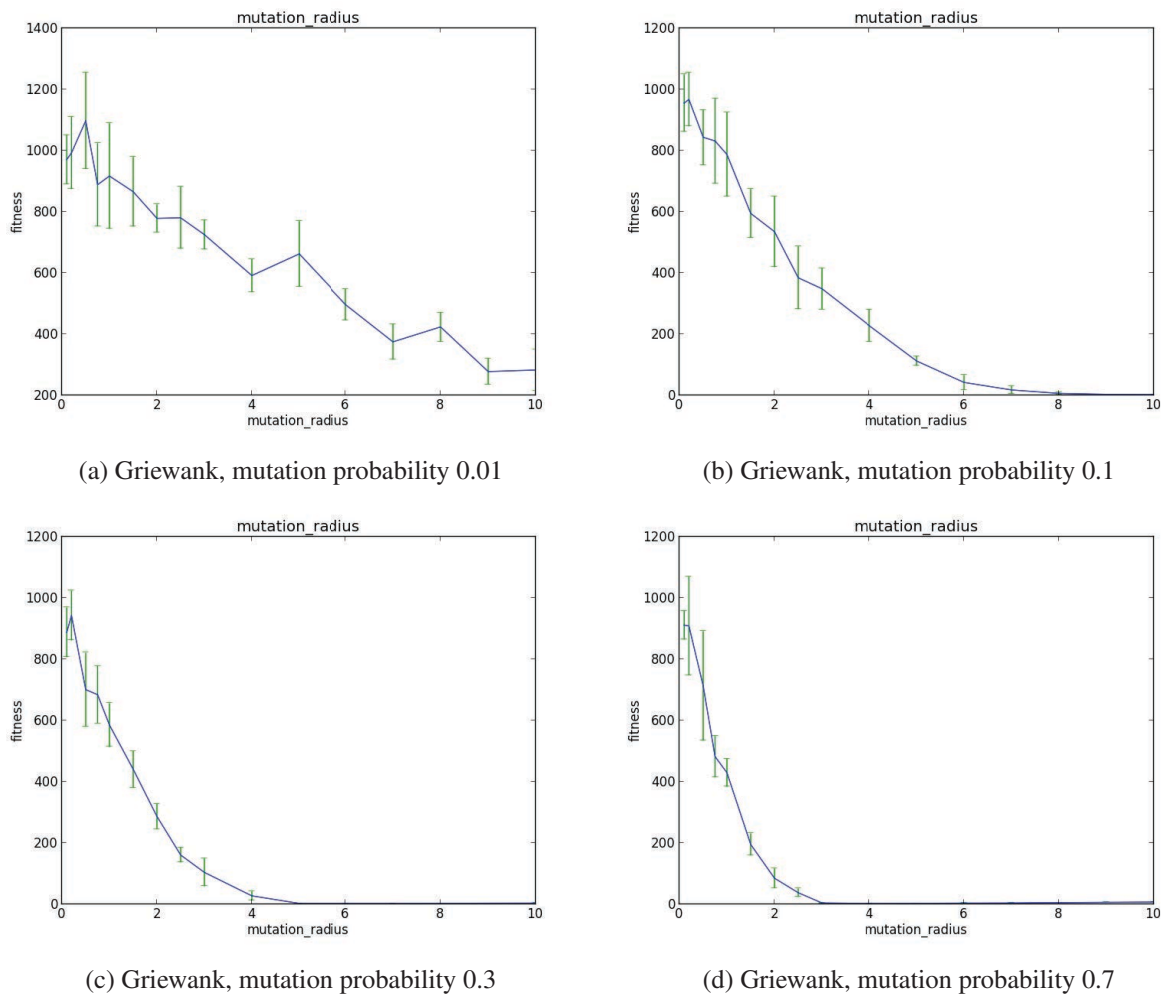 mutation_radius
1400
1200
1000
800
600
400
200
0 2 4 6 8 10
fitness
mutation_radius
(a) Griewank, mutation probability 0.01
mutation_radius
1200
1000
800
600
400
200
0
0 2 4 6 8 10
fitness
mutation_radius
(b) Griewank, mutation probability 0.1
mutation_radius
1200
1000
800
600
400
200
0
0 2 4 6 8 10
fitness
mutation_radius
(c) Griewank, mutation probability 0.3
mutation_radius
1200
1000
800
600
400
200
0
0 2 4 6 8 10
fitness
mutation_radius
(d) Griewank, mutation probability 0.7